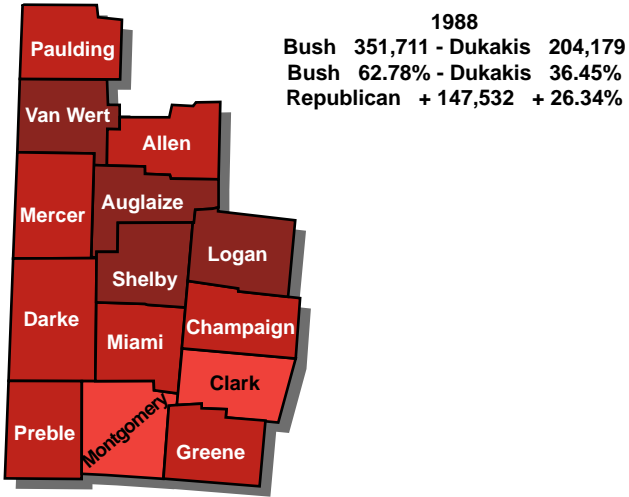 1988
Bush 351,711 - Dukakis 204,179
Bush 62.78% - Dukakis 36.45%
Republican + 147,532 + 26.34%
Paulding
Van Wert
Allen
Auglaize
Mercer
Logan
Shelby
Darke
Champaign
Miami
Clark
Montgomery
Preble
Greene